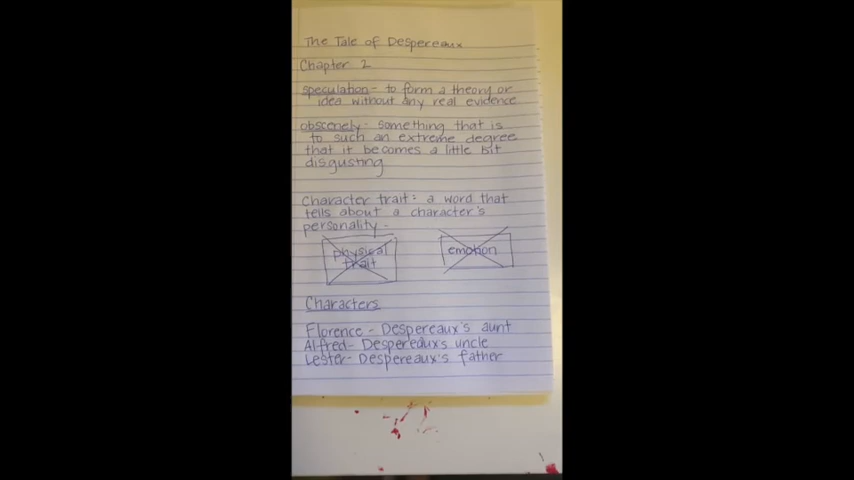 The Tale of Despereaux
Chapter 2
speculation- to form a theory or
idea without any real evidence
obscenely- something that is
to such an extreme degree
that it becomes a little bit
disgusting
Character trait: a word that
tells about a character's
personality-
physical
trait
emotion
Characters
Florence - Despereaux's aunt
Alfred- Despereaux's uncle
Lester- Despereaux's father